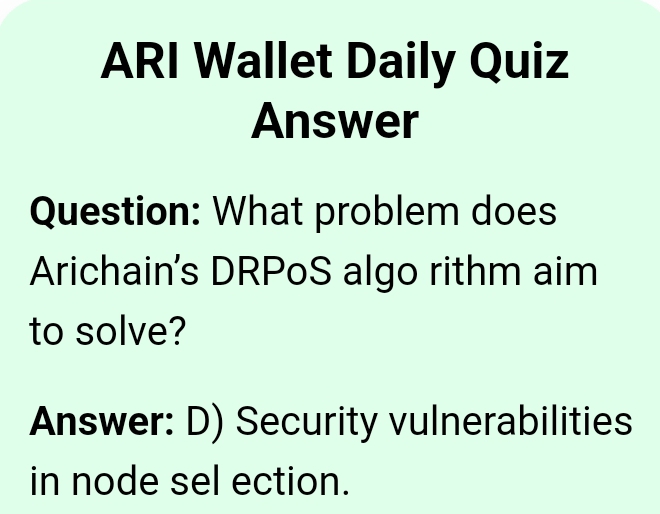 ARI Wallet Daily Quiz
Answer
Question: What problem does
Arichain’s DRPoS algo rithm aim
to solve?
Answer: D) Security vulnerabilities
in node sel ection.